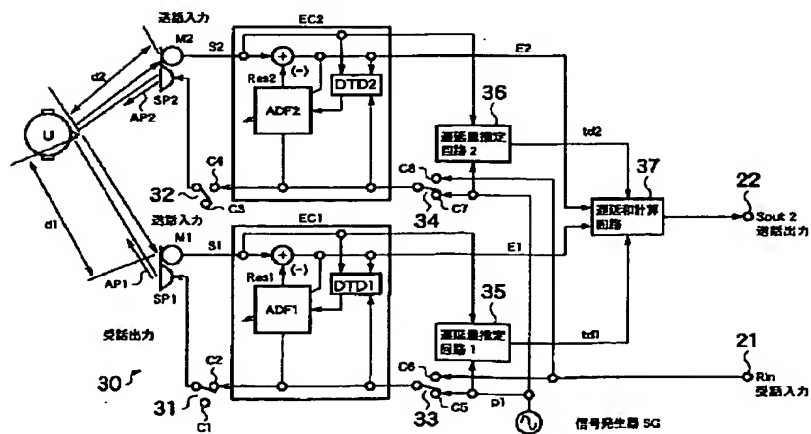 送話入力
EC2
M2
S2
E2
d2
Res2
(-)
DTD2
ADF2
SP2
AP2
U
36
遅延量推定
回路 2
td2
37
遅延和計算
回路
22
Sout 2
送話出力
C4
32
C3
C8
C7
34
d1
送話入力
M1
S1
EC1
E1
Res1
(-)
DTD1
ADF1
AP1
SP1
35
遅延量推定
回路 1
td1
受話出力
30
C2
31
C1
C6
C5
33
p1
21
Rin
受話入力
信号発生器 SG